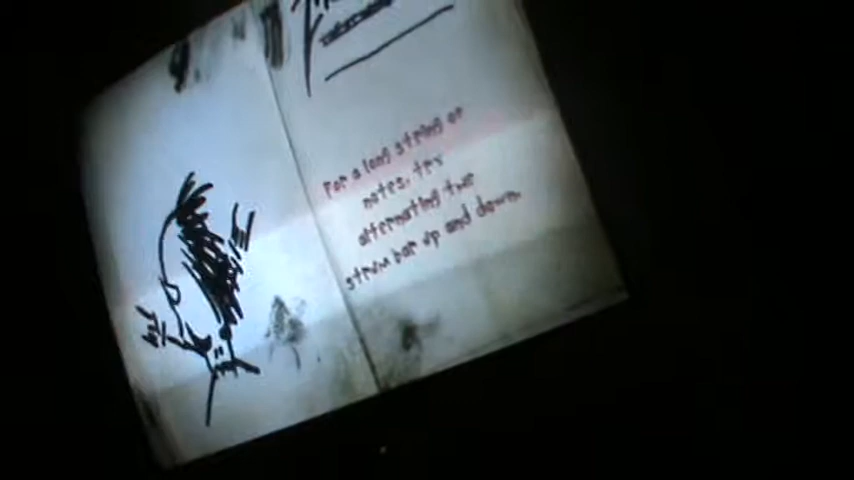 For a long string of
notes, try
alternating the
strum bar up and down.